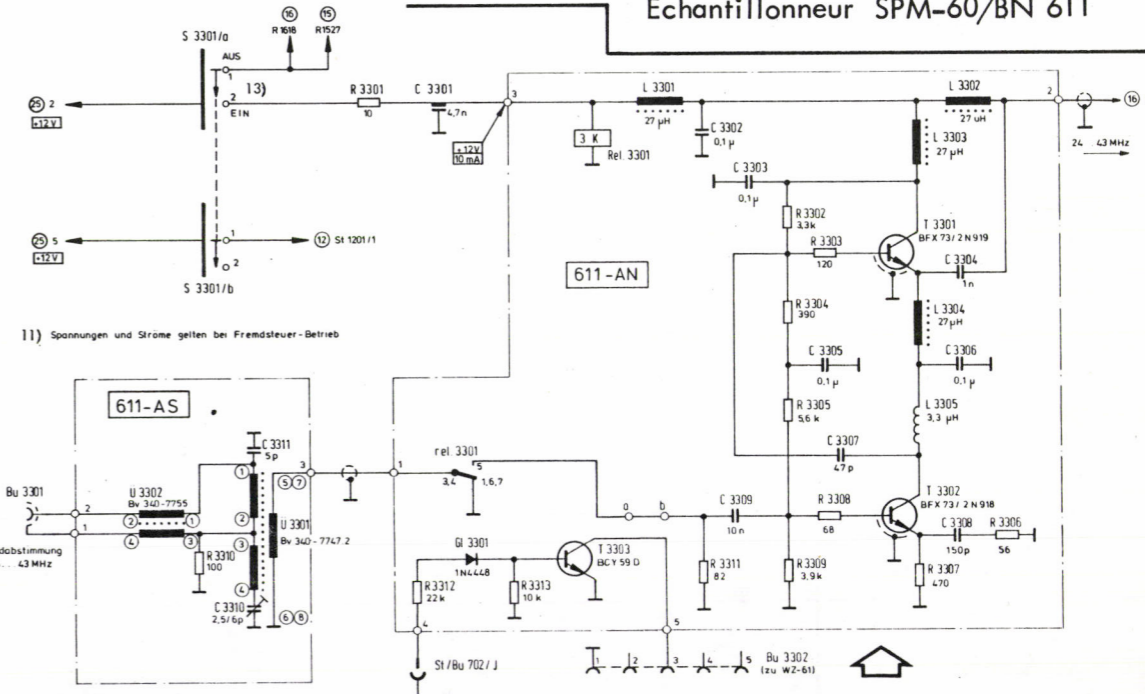 Echantillonneur SPM-60/BN 611
16
15
R 1618
R1527
S 3301/a
AUS
1
13)
2
EIN
25 2
+12V
R 3301
10
C 3301
4,7n
3
+12V
10 mA
L 3301
27 µH
3 K
Rel. 3301
C 3302
0,1 µ
L 3302
27 uH
2
16
24 43 MHz
L 3303
27 µH
C 3303
0,1 µ
R 3302
3,3k
R 3303
120
T 3301
BFX 73/ 2 N 919
C 3304
1n
25 5
+12V
1
2
12 St 1201/1
S 3301/b
611-AN
R 3304
390
L 3304
27µH
11) Spannungen und Ströme gelten bei Fremdsteuer-Betrieb
C 3305
0,1 µ
C 3306
0,1 µ
R 3305
5,6 k
L 3305
3,3 µH
611-AS
C 3311
5p
C 3307
47 p
Bu 3301
Ü 3302
Bv 340-7755
2
1
2
1
4
3
R 3310
100
1
2
3
4
5 7
Ü 3301
Bv 340-7747.2
6 8
C 3310
2,5/6p
3
1
rel. 3301
3,4
5
1,6,7
a
b
C 3309
10 n
R 3308
68
T 3302
BFX 73/ 2 N 918
C 3308
150p
R 3306
56
dabstimmung
... 43 MHz
Gl 3301
1N4448
T 3303
BCY 59 D
R 3312
22 k
R 3313
10 k
R 3311
82
R 3309
3,9k
R 3307
470
4
5
St/Bu 702/ J
1
2
3
4
5
Bu 3302
(zu WZ-61)